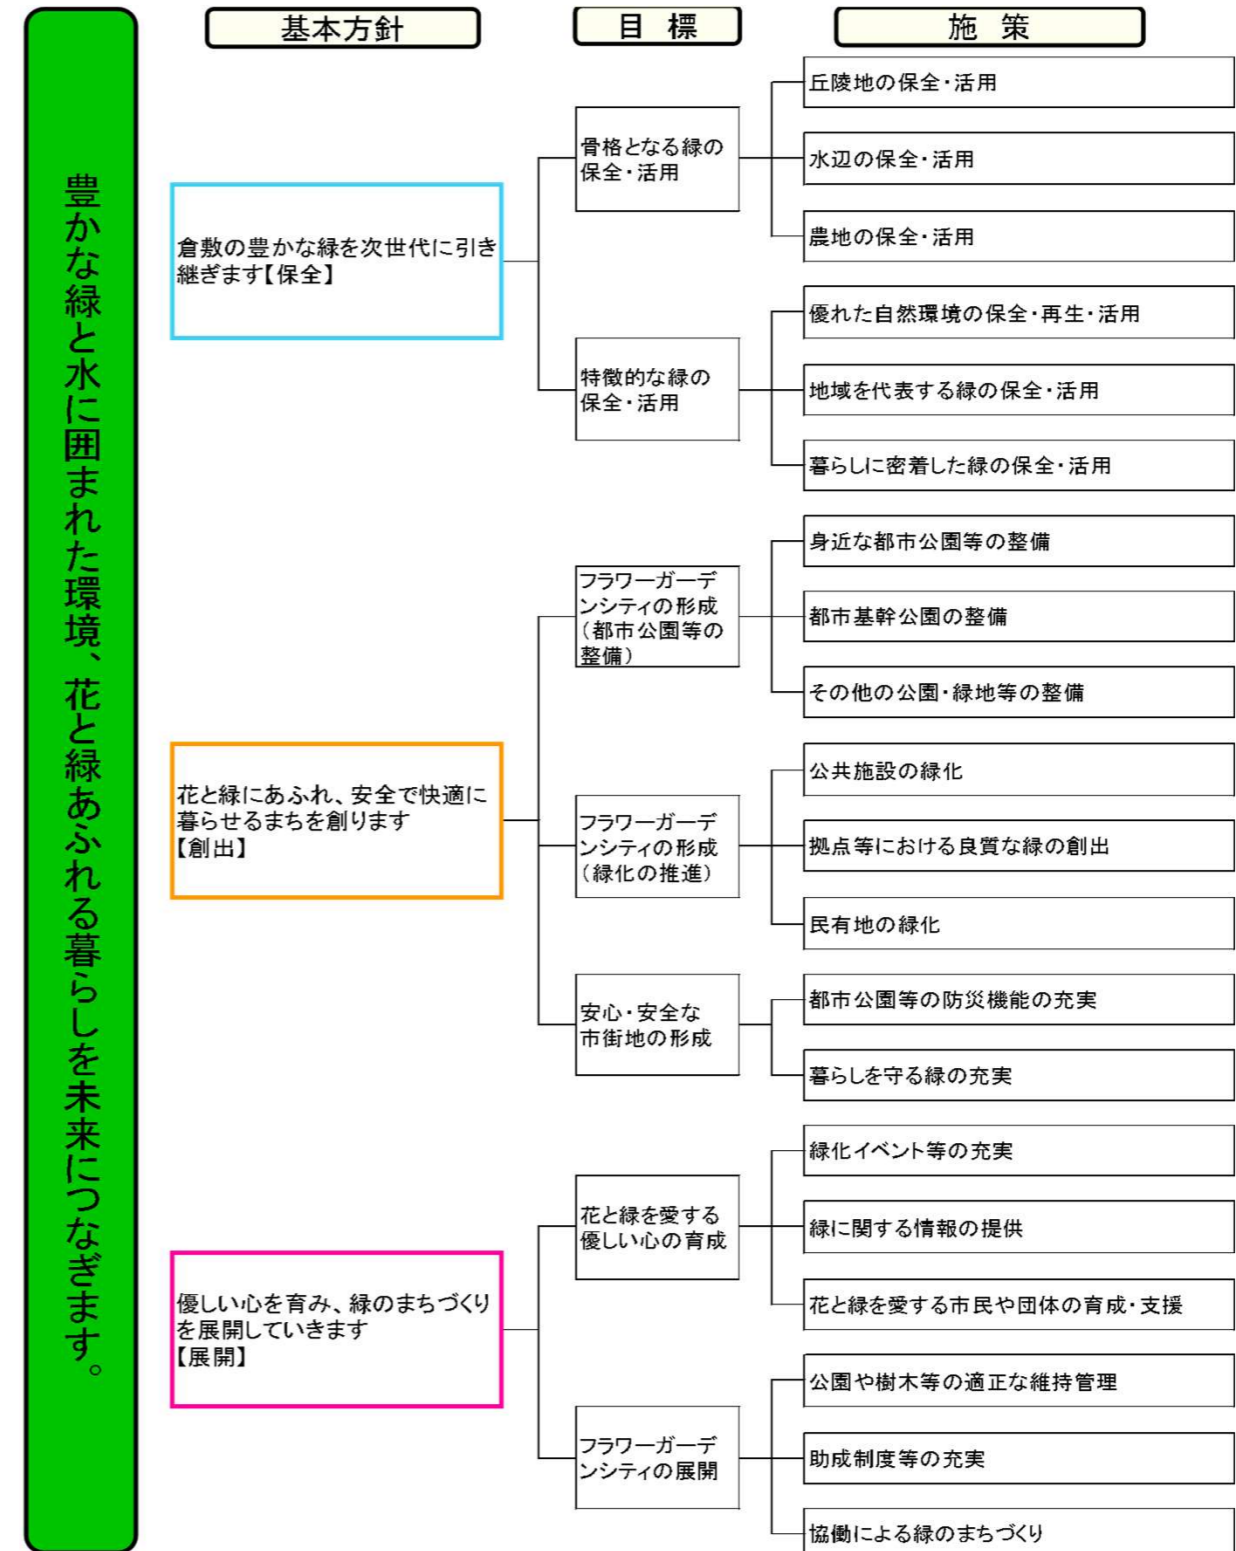 豊かな緑と水に囲まれた環境、花と緑あふれる暮らしを未来につなぎます。
基本方針
目 標
施 策
倉敷の豊かな緑を次世代に引き
継ぎます【保全】
骨格となる緑の
保全・活用
丘陵地の保全・活用
水辺の保全・活用
農地の保全・活用
特徴的な緑の
保全・活用
優れた自然環境の保全・再生・活用
地域を代表する緑の保全・活用
暮らしに密着した緑の保全・活用
花と緑にあふれ、安全で快適に
暮らせるまちを創ります
【創出】
フラワーガーデ
ンシティの形成
（都市公園等の
整備）
身近な都市公園等の整備
都市基幹公園の整備
その他の公園・緑地等の整備
フラワーガーデ
ンシティの形成
（緑化の推進）
公共施設の緑化
拠点等における良質な緑の創出
民有地の緑化
安心・安全な
市街地の形成
都市公園等の防災機能の充実
暮らしを守る緑の充実
優しい心を育み、緑のまちづくり
を展開していきます
【展開】
花と緑を愛する
優しい心の育成
緑化イベント等の充実
緑に関する情報の提供
花と緑を愛する市民や団体の育成・支援
フラワーガーデ
ンシティの展開
公園や樹木等の適正な維持管理
助成制度等の充実
協働による緑のまちづくり